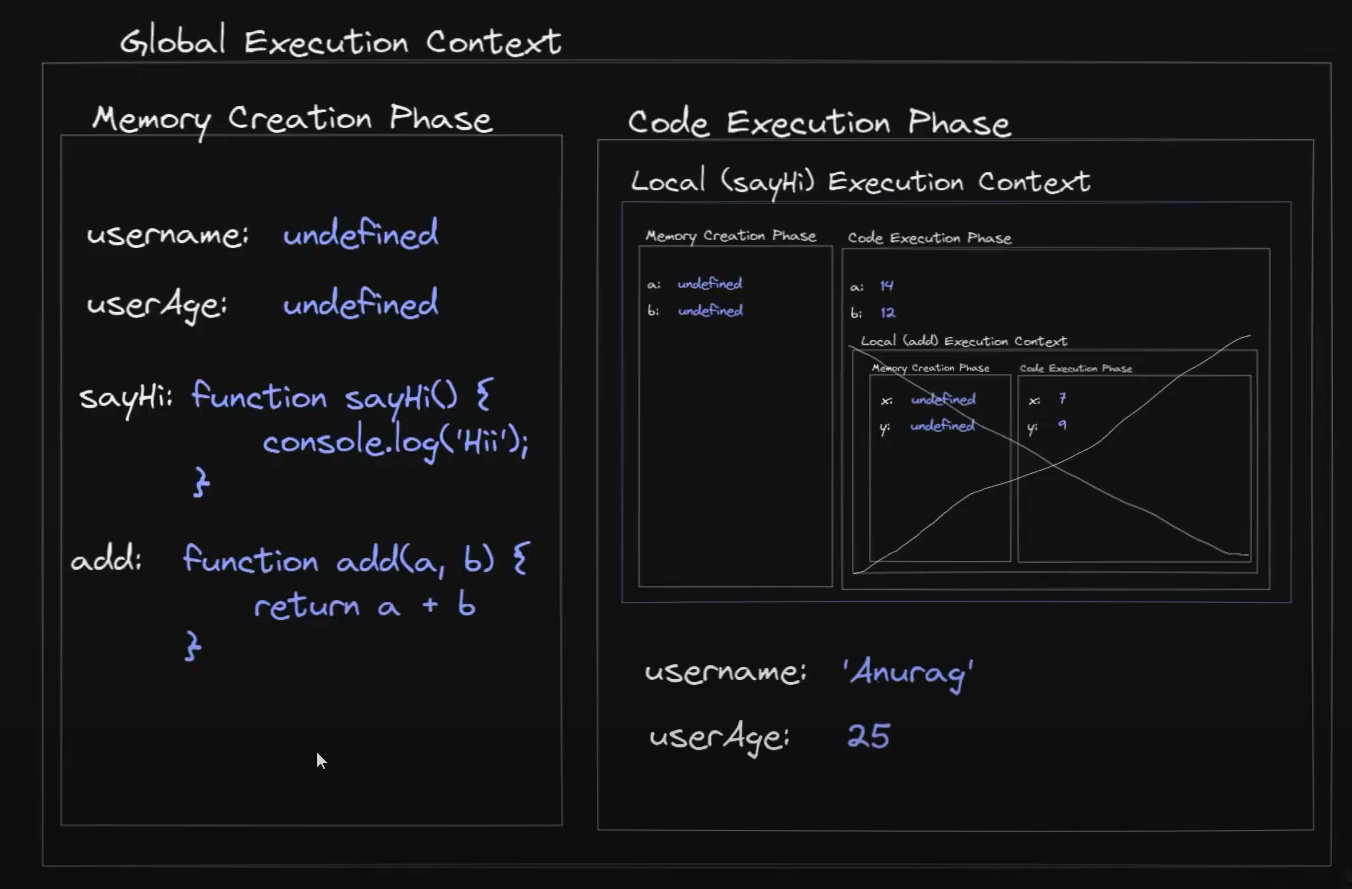 Global Execution Context
Memory Creation Phase
username: undefined
userAge: undefined
sayHi: function sayHi() {
console.log('Hii');
}
add: function add(a, b) {
return a + b
}
Code Execution Phase
Local (sayHi) Execution Context
Memory Creation Phase
a: undefined
b: undefined
Code Execution Phase
a: 14
b: 12
Local (add) Execution Context
Memory Creation Phase
x: undefined
y: undefined
Code Execution Phase
x: 7
y: 9
username: 'Anurag'
userAge: 25